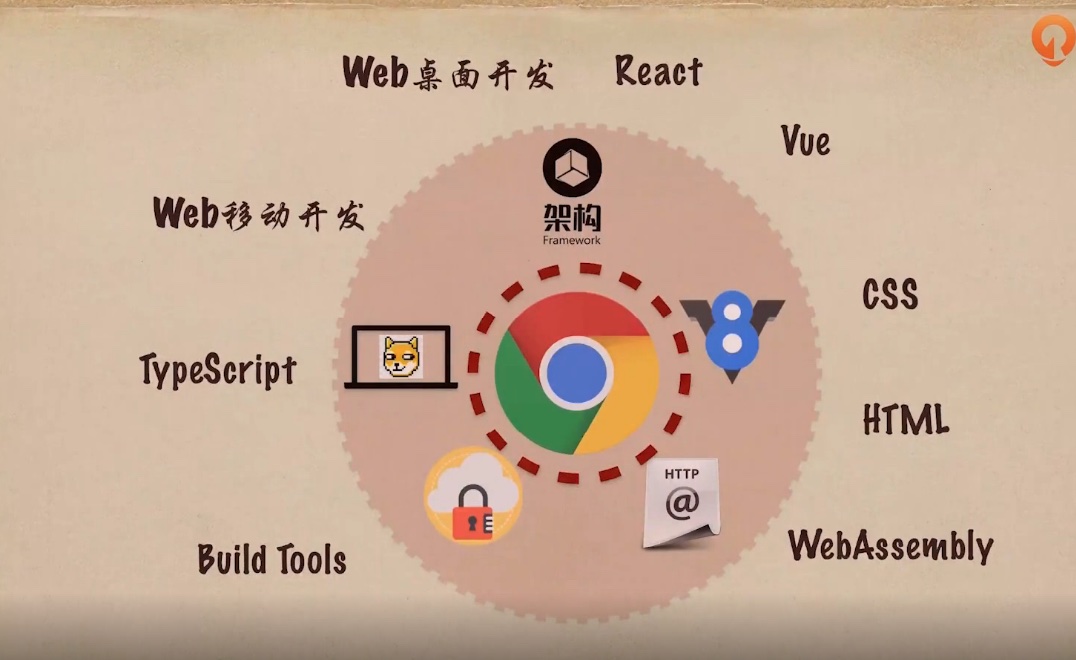 Web桌面开发
React
Vue
Web移动开发
架构
Framework
CSS
TypeScript
HTML
HTTP
@
Build Tools
WebAssembly